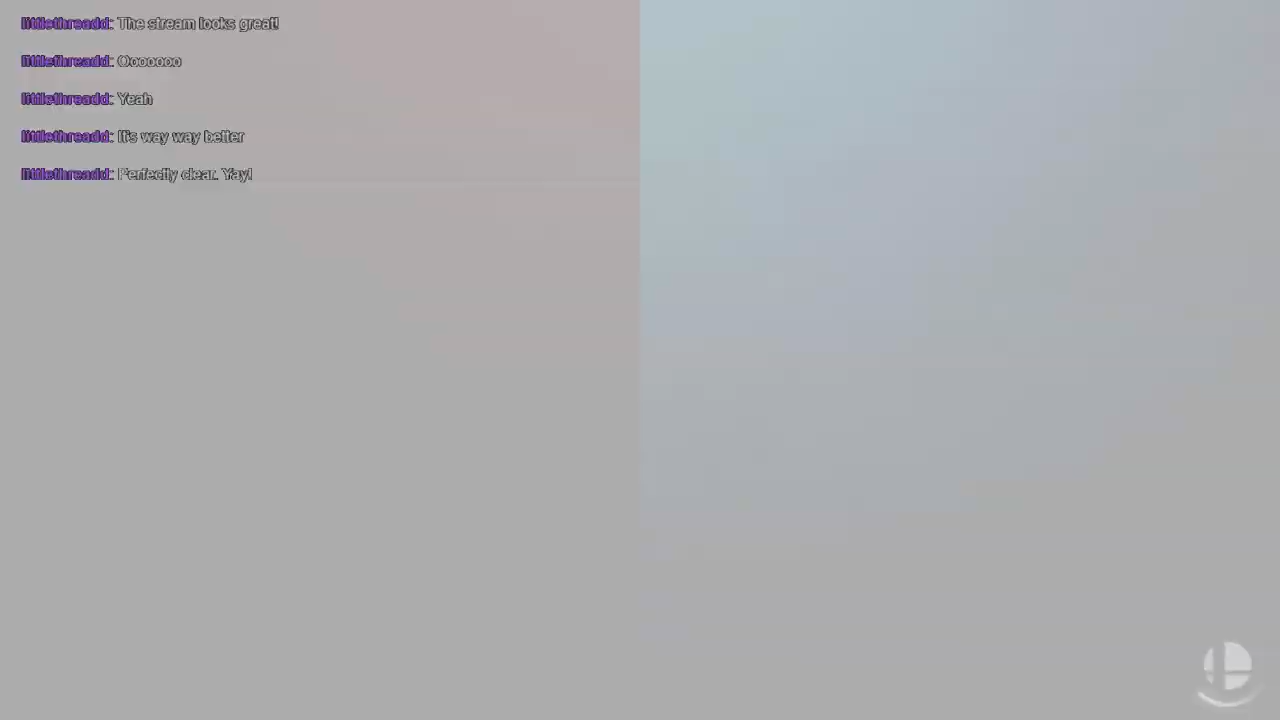 littlethreadd: The stream looks great!
littlethreadd: Ooooooo
littlethreadd: Yeah
littlethreadd: It's way way better
littlethreadd: Perfectly clear. Yay!